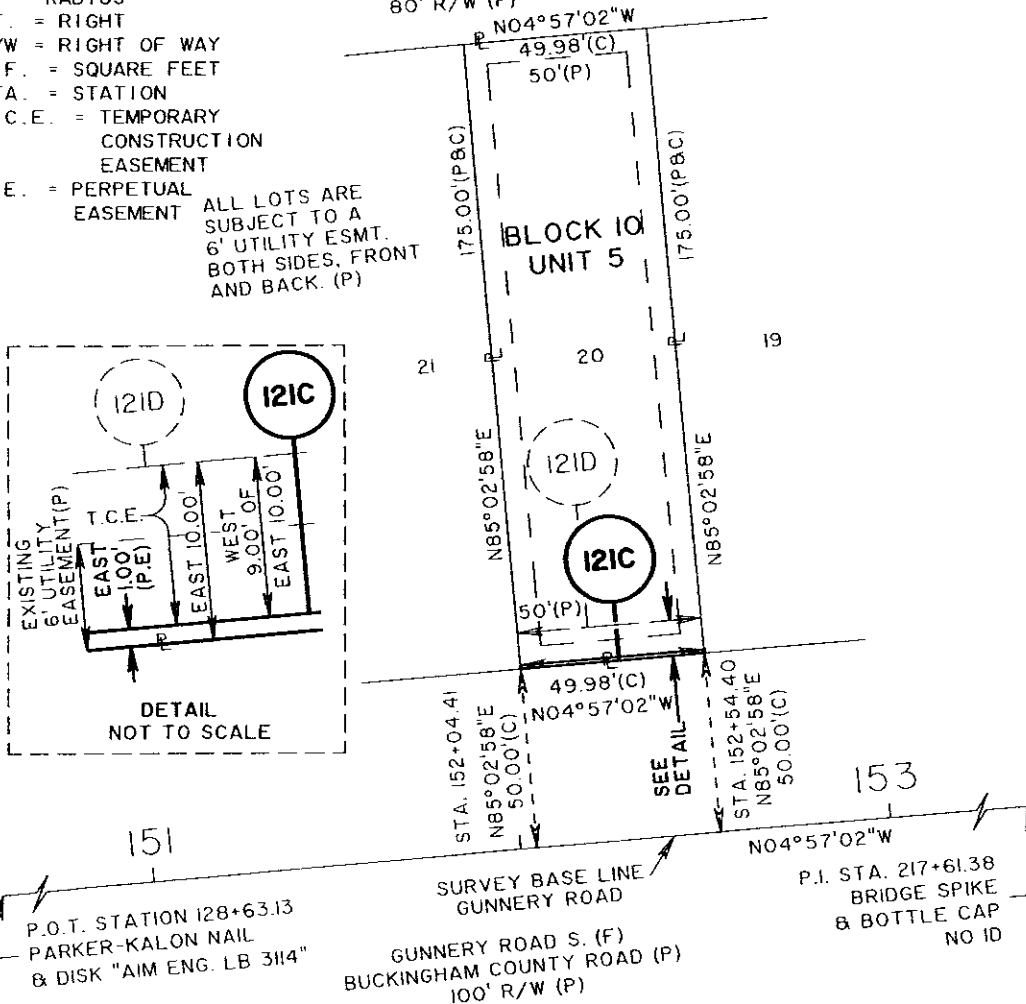 RADIUS
= RIGHT
= RIGHT OF WAY
F. = SQUARE FEET
= STATION
C.E. = TEMPORARY
CONSTRUCTION
EASEMENT
E. = PERPETUAL
EASEMENT
ALL LOTS ARE
SUBJECT TO A
6' UTILITY ESMT.
BOTH SIDES, FRONT
AND BACK. (P)
80' R/W (P)
N04°57'02"W
PL
49.98'(C)
50'(P)
175.00'(P&C)
175.00'(P&C)
BLOCK 10
UNIT 5
21
PL
20
PL
19
N85°02'58"E
N85°02'58"E
121D
121C
50'(P)
PL
49.98'(C)
N04°57'02"W
121D
121C
EXISTING
6' UTILITY
EASEMENT(P)
T.C.E.
EAST
1.00'
(P.E)
EAST 10.00'
WEST
9.00' OF
EAST 10.00'
PL
DETAIL
NOT TO SCALE
STA. 152+04.41
N85°02'58"E
50.00'(C)
SEE
DETAIL
STA. 152+54.40
N85°02'58"E
50.00'(C)
151
153
N04°57'02"W
SURVEY BASE LINE
GUNNERY ROAD
P.O.T. STATION 128+63.13
PARKER-KALON NAIL
& DISK "AIM ENG. LB 3114"
GUNNERY ROAD S. (F)
BUCKINGHAM COUNTY ROAD (P)
100' R/W (P)
P.I. STA. 217+61.38
BRIDGE SPIKE
& BOTTLE CAP
NO ID